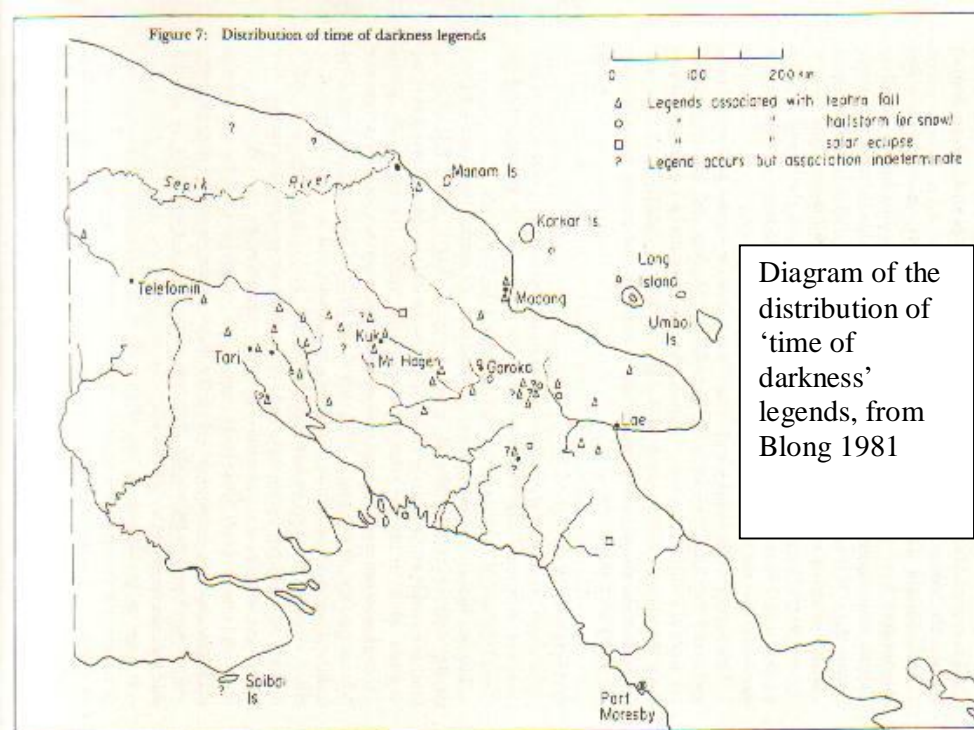 Figure 7: Distribution of time of darkness legends
0 100 200 km
Legends associated with tephra fall
" " hailstorm (or snow)
" " solar eclipse
? Legend occurs but association indeterminate
Sepik River
Manam Is
Karkar Is.
Long
Island
Umboi
Is
Telefomin
Madang
Kuk
Tari
Mt Hagen
Goroka
Lae
Saibai
Is.
Port
Moresby
Diagram of the
distribution of
‘time of
darkness’
legends, from
Blong 1981